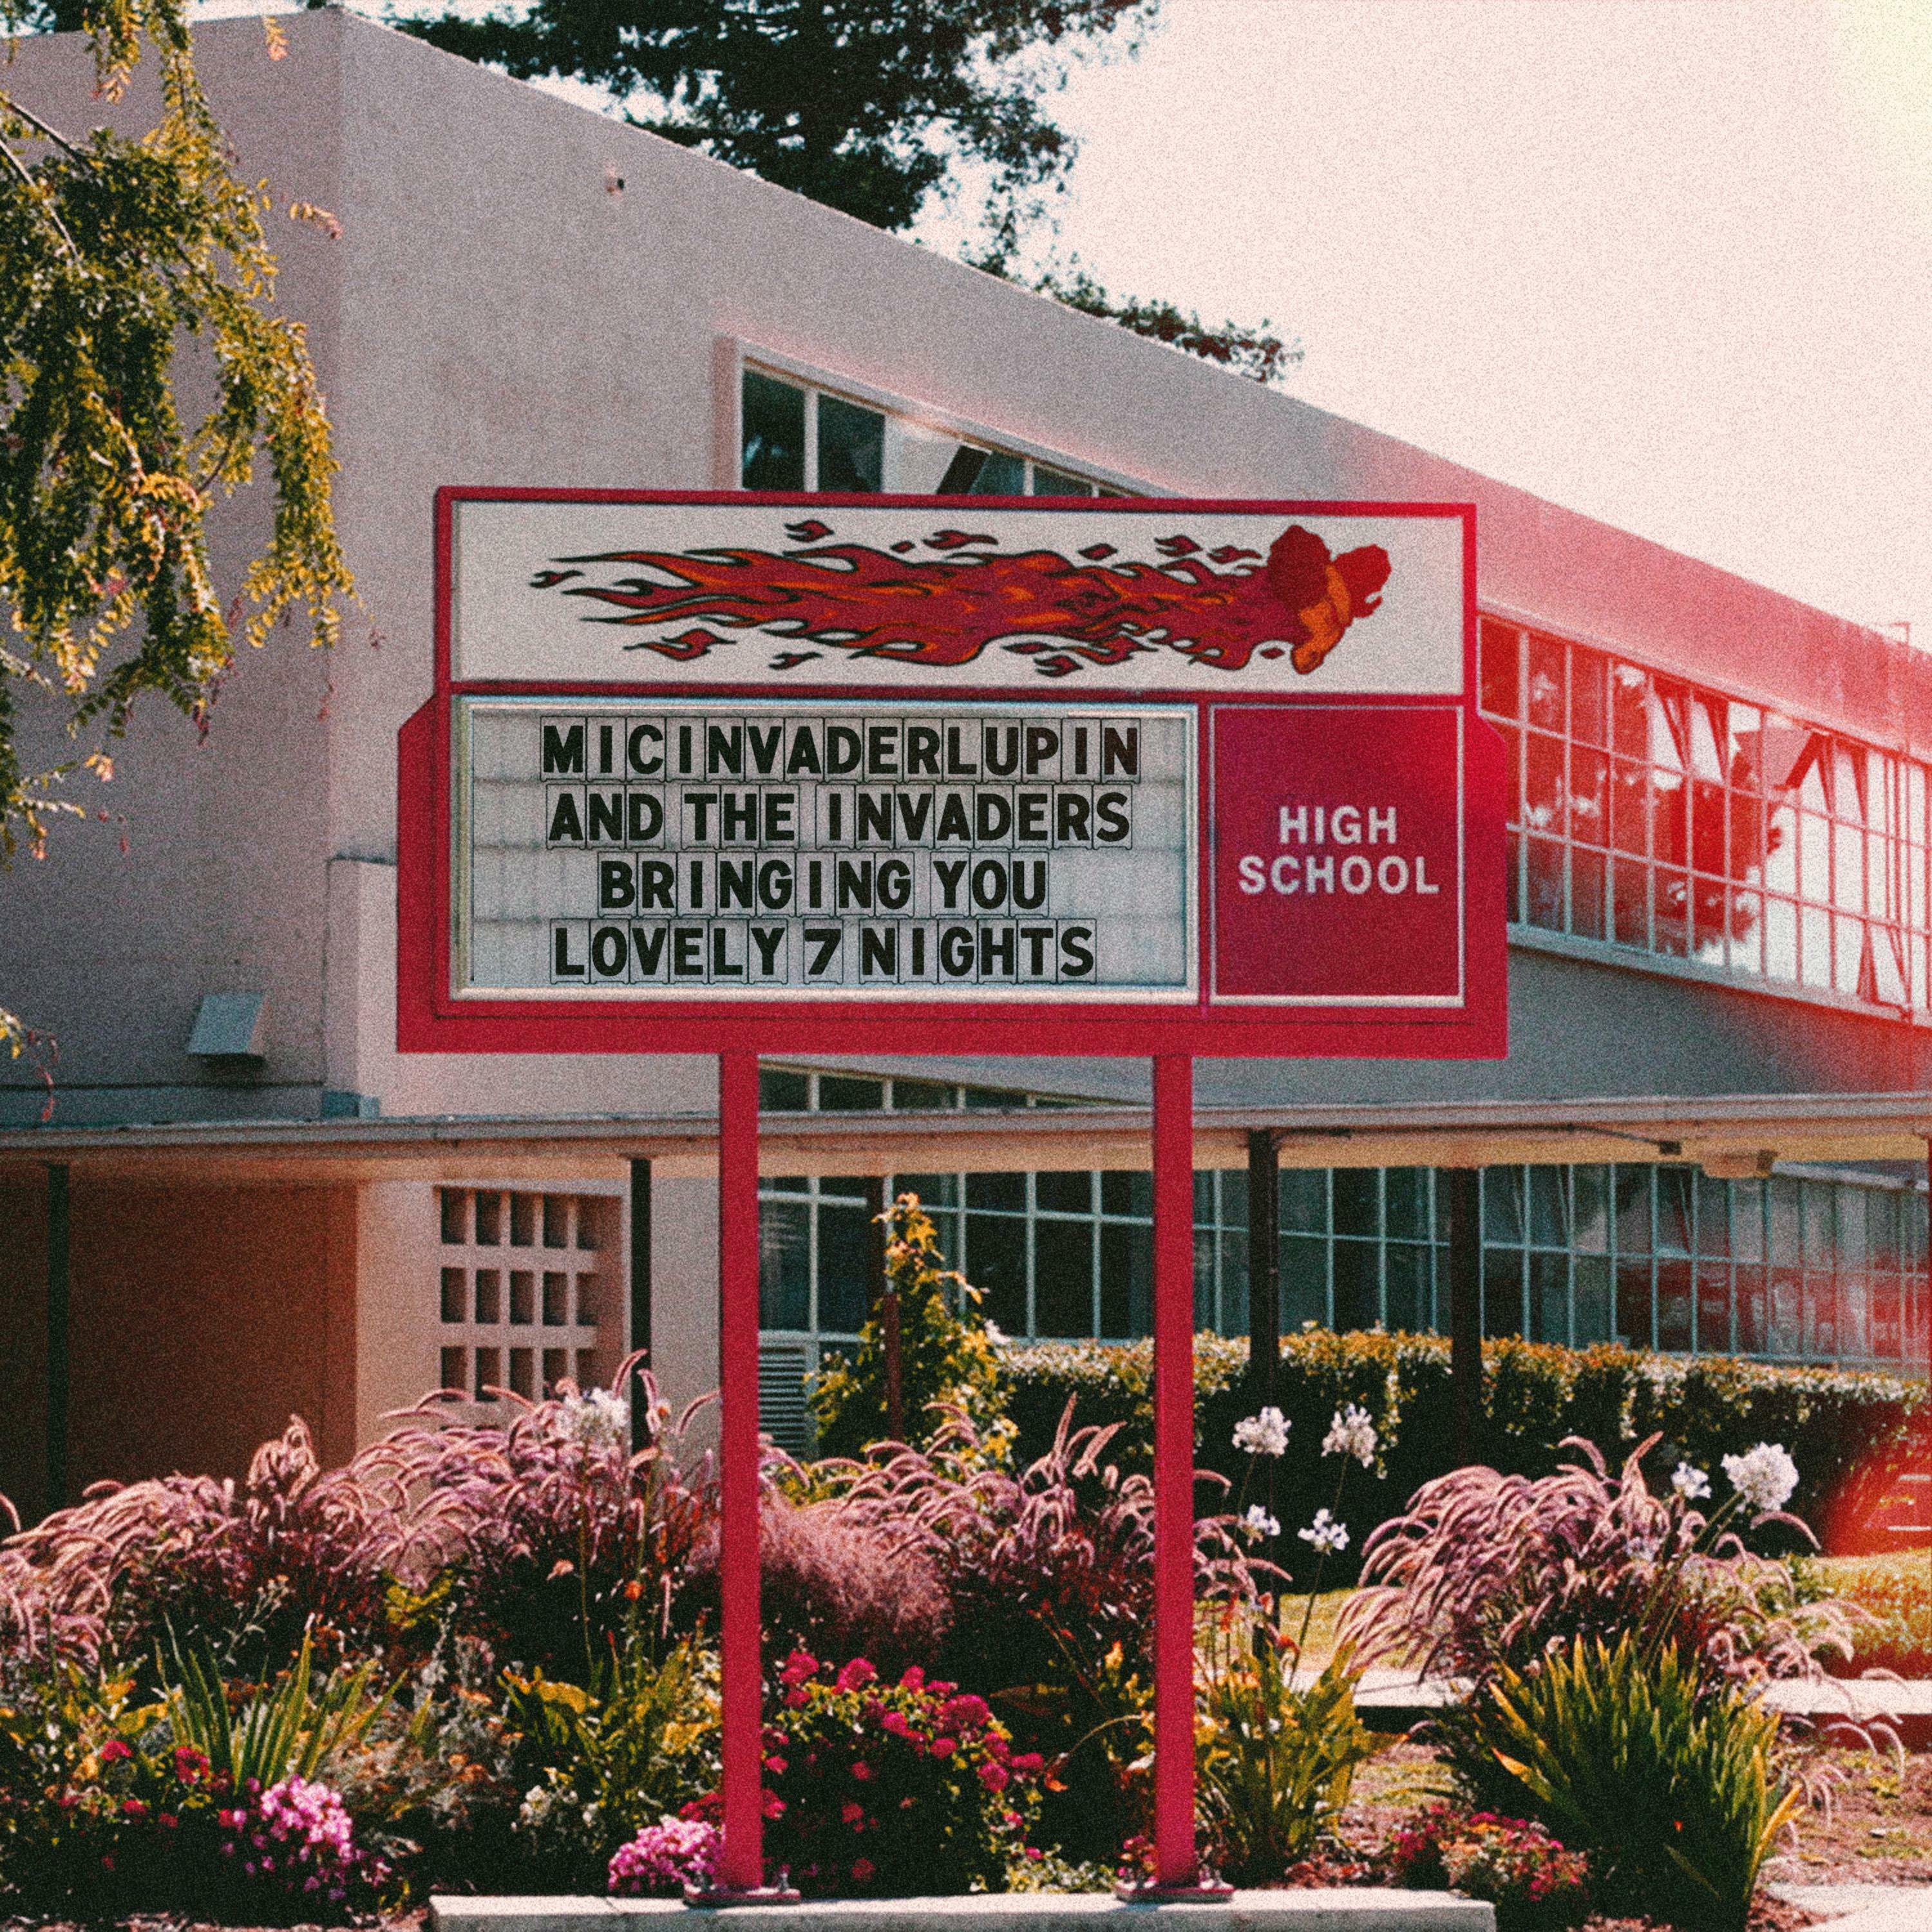 MICINVADERLUPIN
AND THE INVADERS
BRINGING YOU
LOVELY 7 NIGHTS
HIGH
SCHOOL